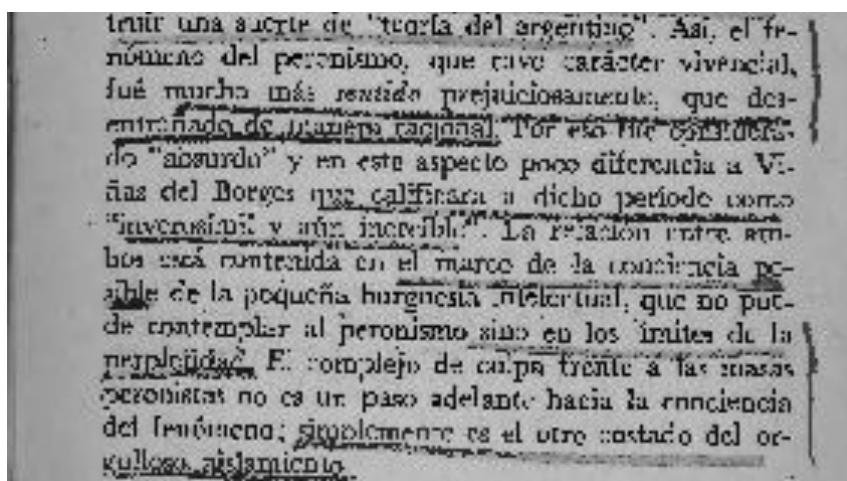 truir una suerte de "teoría del argentino". Así, el fe-
nómeno del peronismo, que tuvo carácter vivencial,
fué mucho más sentido prejuiciosamente, que des-
entrañado de manera racional. Por eso fue considera-
do "absurdo" y en este aspecto poco diferencia a Vi-
ñas del Borges que calificara a dicho período como
"inverosímil y aún increíble". La relación entre am-
bos está contenida en el marco de la conciencia po-
sible de la pequeña burguesía intelectual, que no pue-
de contemplar al peronismo sino en los límites de la
perplejidad. El complejo de culpa frente a las masas
peronistas no es un paso adelante hacia la conciencia
del fenómeno; simplemente es el otro costado del or-
gulloso aislamiento.